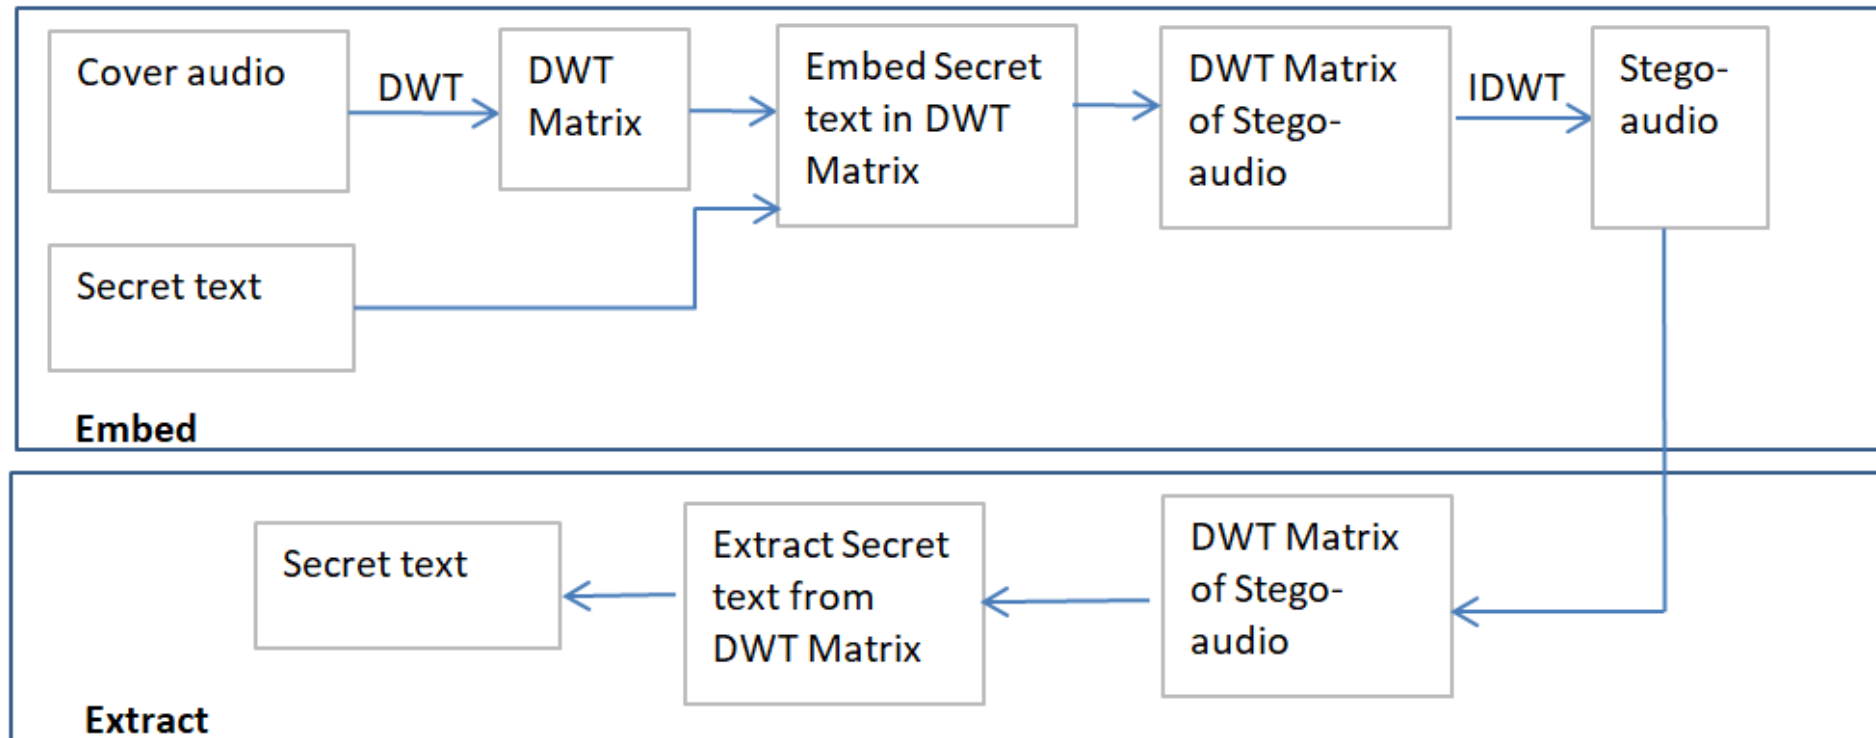 Cover audio
DWT
DWT
Matrix
Embed Secret
text in DWT
Matrix
DWT Matrix
of Stego-
audio
IDWT
Stego-
audio
Secret text
Embed
Secret text
Extract Secret
text from
DWT Matrix
DWT Matrix
of Stego-
audio
Extract